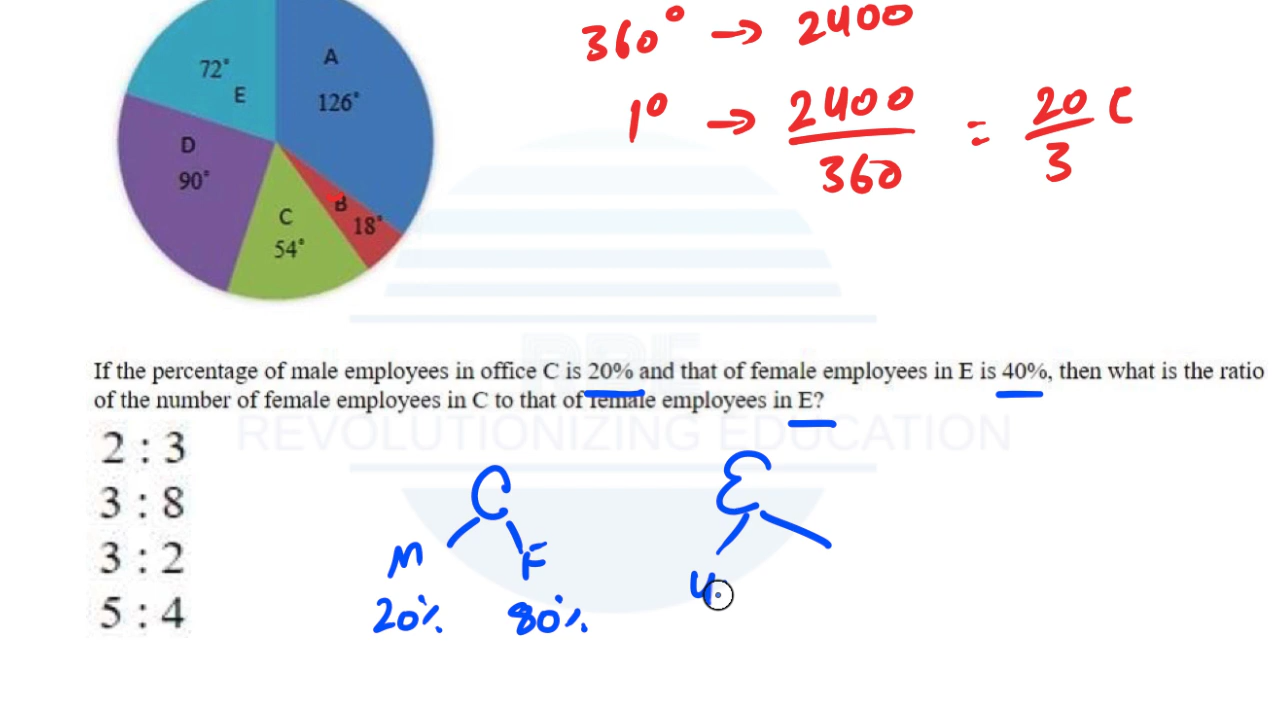 360° → 2400
1° → 2400/360 = 20/3 C
72°
E
A
126°
D
90°
B
18°
C
54°
If the percentage of male employees in office C is 20% and that of female employees in E is 40%, then what is the ratio
of the number of female employees in C to that of female employees in E?
REVOLUTIONIZING EDUCATION
2 : 3
3 : 8
3 : 2
5 : 4
C
E
M F
20% 80%
4